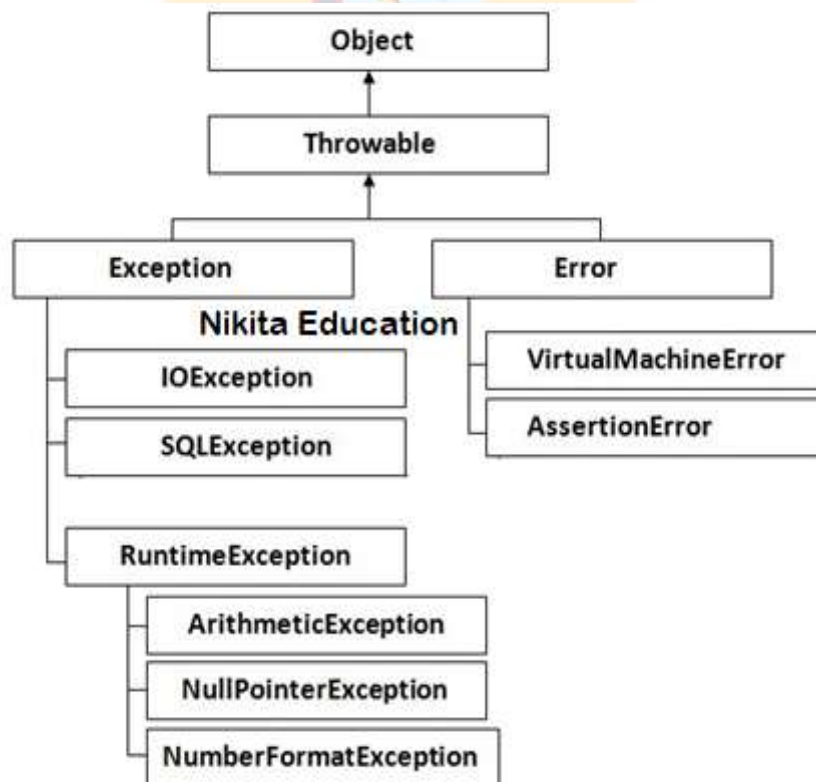 Object
Throwable
Exception
Error
Nikita Education
IOException
VirtualMachineError
SQLException
AssertionError
RuntimeException
ArithmeticException
NullPointerException
NumberFormatException